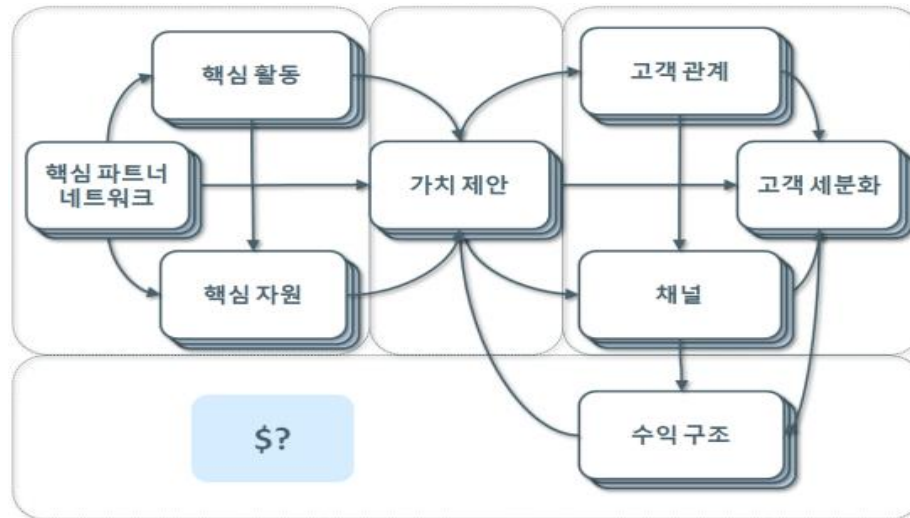 핵심 활동
고객 관계
핵심 파트너
네트워크
가치 제안
고객 세분화
핵심 자원
채널
$?
수익 구조